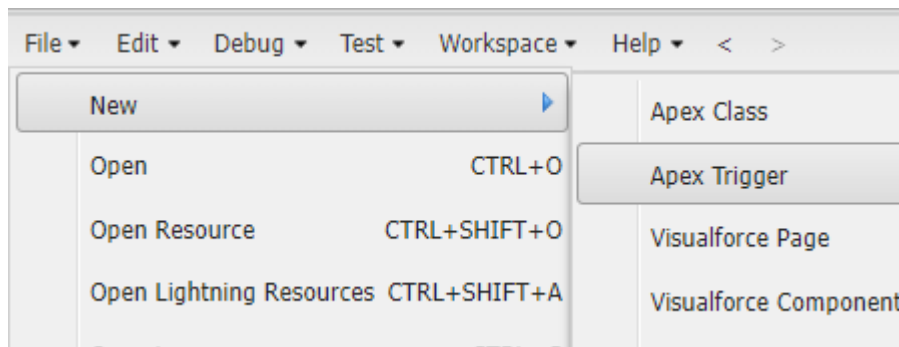 File Edit Debug Test Workspace Help < >
New
Open CTRL+O
Open Resource CTRL+SHIFT+O
Open Lightning Resources CTRL+SHIFT+A
Apex Class
Apex Trigger
Visualforce Page
Visualforce Component